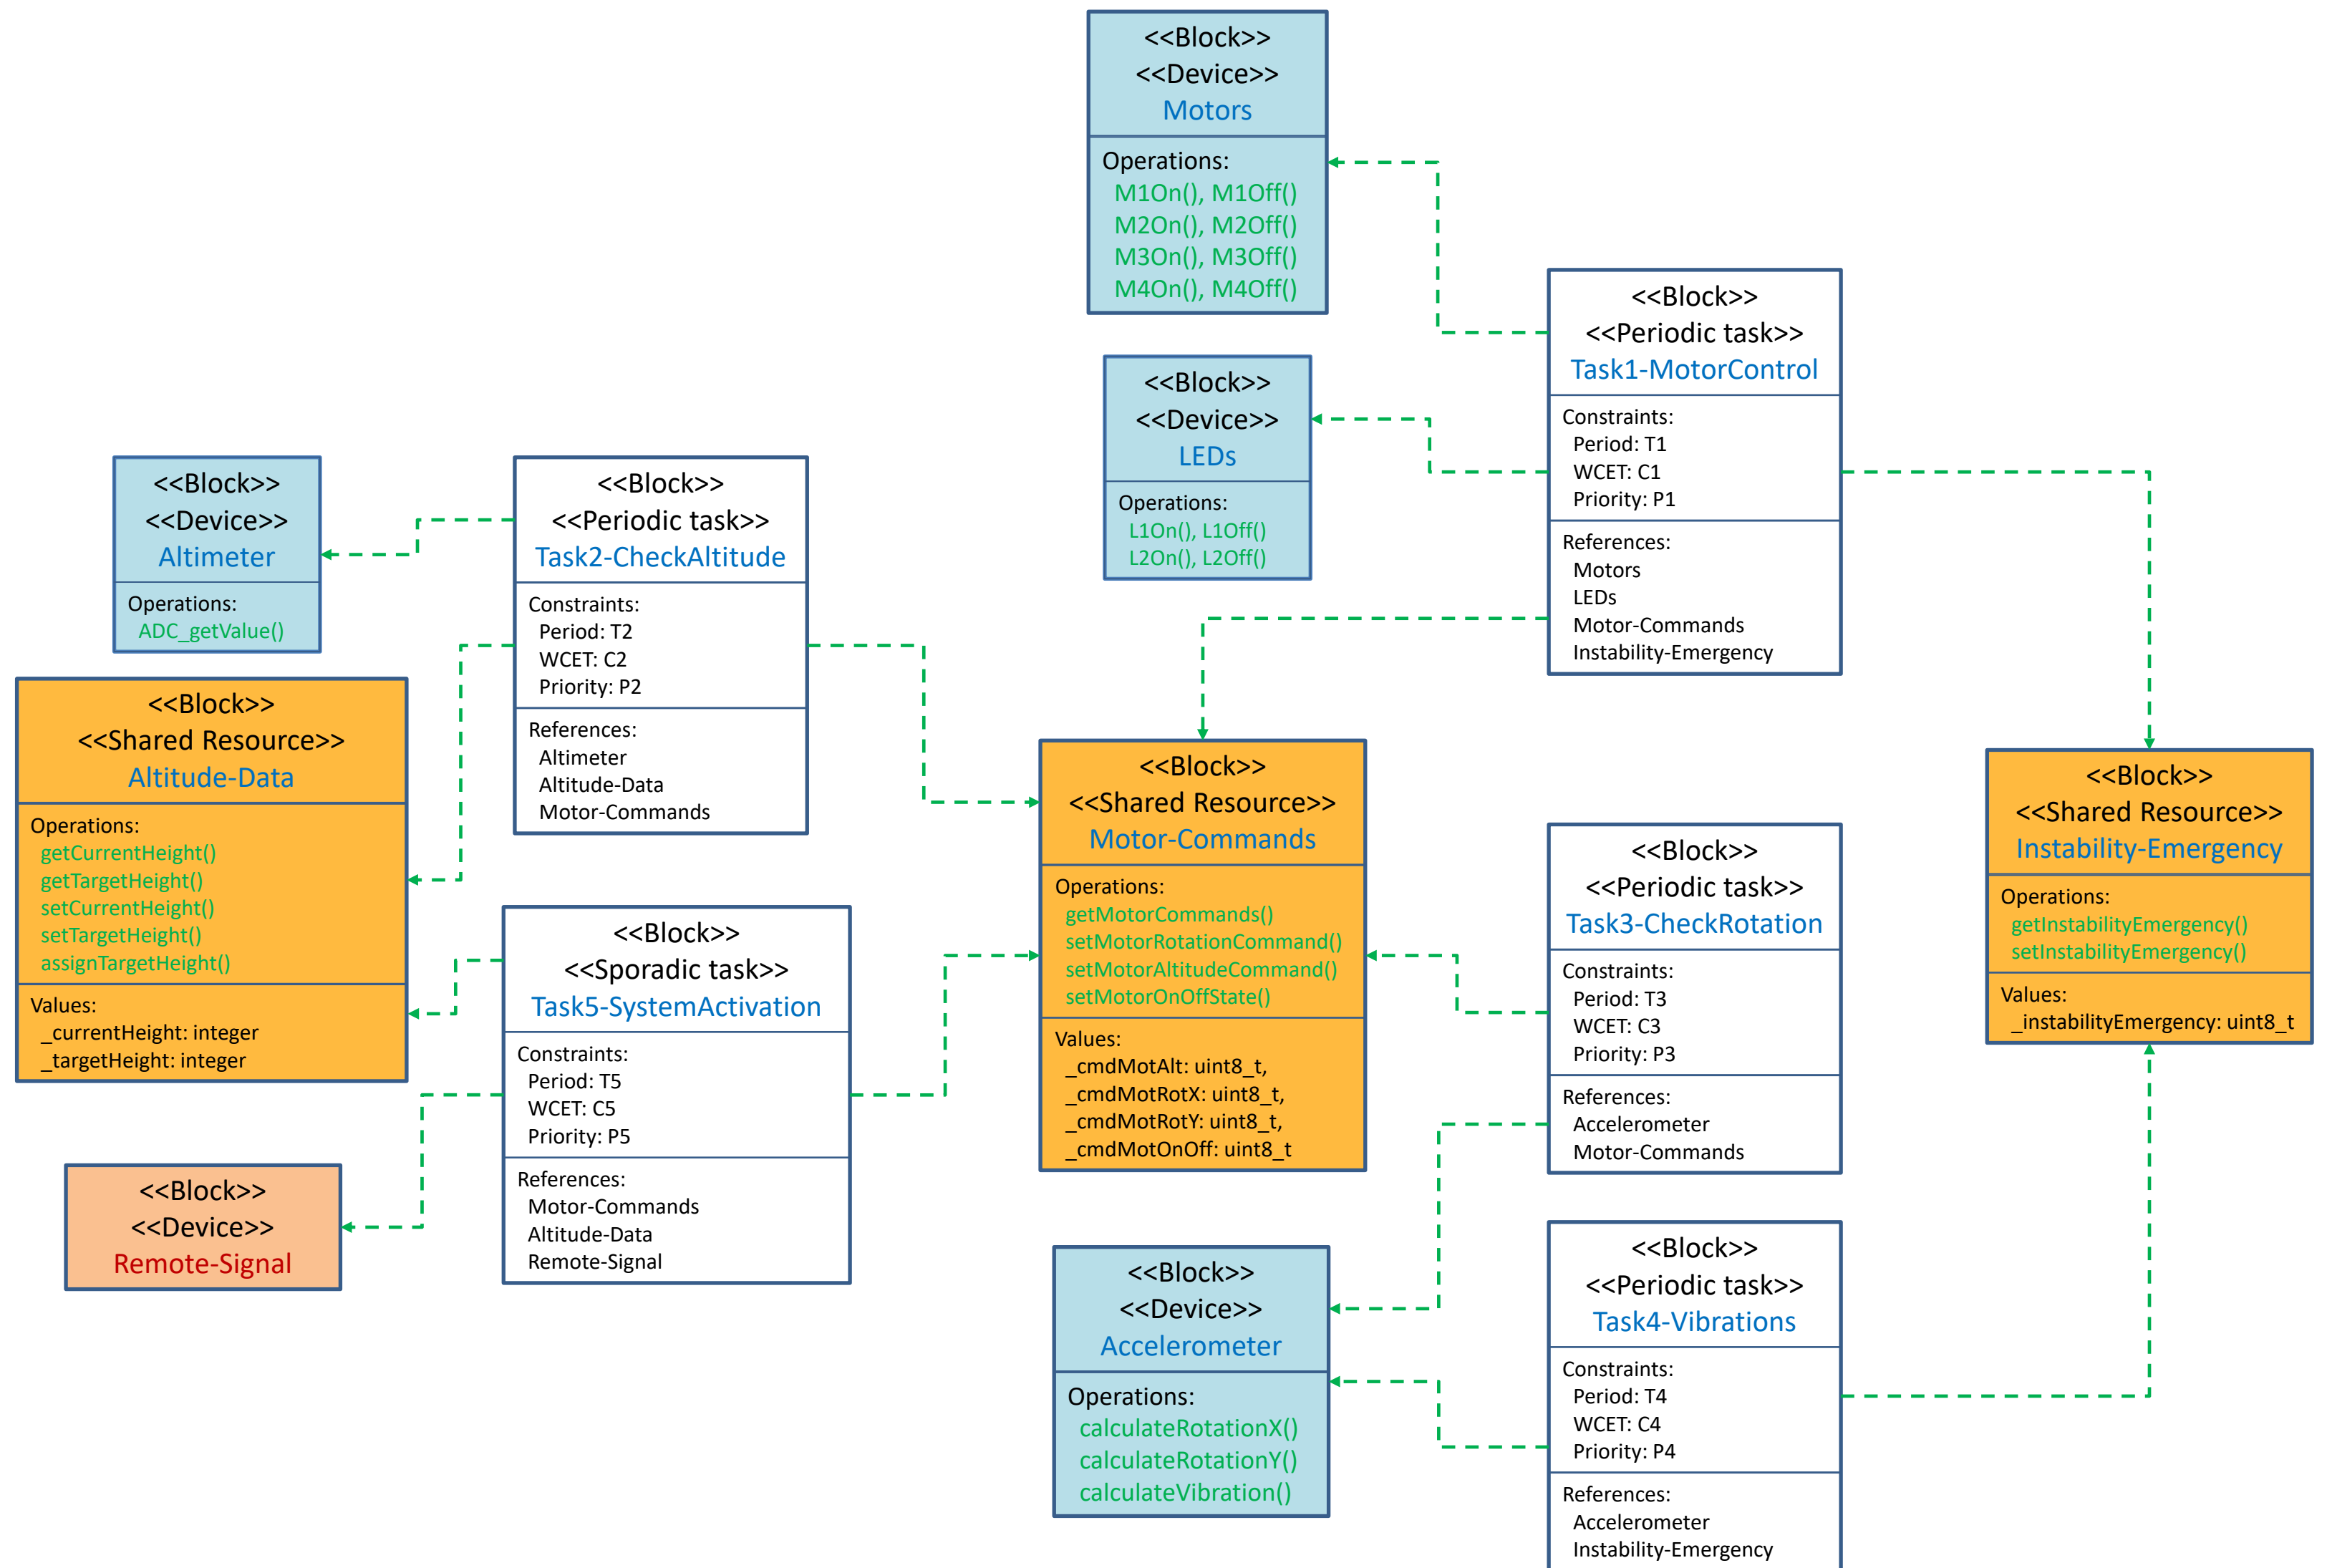 <<Block>>
<<Device>>
Motors
Operations:
M1On(), M1Off()
M2On(), M2Off()
M3On(), M3Off()
M4On(), M4Off()
<<Block>>
<<Periodic task>>
Task1-MotorControl
Constraints:
Period: T1
WCET: C1
Priority: P1
References:
Motors
LEDs
Motor-Commands
Instability-Emergency
<<Block>>
<<Device>>
LEDs
Operations:
L1On(), L1Off()
L2On(), L2Off()
<<Block>>
<<Device>>
Altimeter
Operations:
ADC_getValue()
<<Block>>
<<Periodic task>>
Task2-CheckAltitude
Constraints:
Period: T2
WCET: C2
Priority: P2
References:
Altimeter
Altitude-Data
Motor-Commands
<<Block>>
<<Shared Resource>>
Altitude-Data
Operations:
getCurrentHeight()
getTargetHeight()
setCurrentHeight()
setTargetHeight()
assignTargetHeight()
Values:
_currentHeight: integer
_targetHeight: integer
<<Block>>
<<Shared Resource>>
Motor-Commands
Operations:
getMotorCommands()
setMotorRotationCommand()
setMotorAltitudeCommand()
setMotorOnOffState()
Values:
_cmdMotAlt: uint8_t,
_cmdMotRotX: uint8_t,
_cmdMotRotY: uint8_t,
_cmdMotOnOff: uint8_t
<<Block>>
<<Shared Resource>>
Instability-Emergency
Operations:
getInstabilityEmergency()
setInstabilityEmergency()
Values:
_instabilityEmergency: uint8_t
<<Block>>
<<Periodic task>>
Task3-CheckRotation
Constraints:
Period: T3
WCET: C3
Priority: P3
References:
Accelerometer
Motor-Commands
<<Block>>
<<Sporadic task>>
Task5-SystemActivation
Constraints:
Period: T5
WCET: C5
Priority: P5
References:
Motor-Commands
Altitude-Data
Remote-Signal
<<Block>>
<<Device>>
Remote-Signal
<<Block>>
<<Device>>
Accelerometer
Operations:
calculateRotationX()
calculateRotationY()
calculateVibration()
<<Block>>
<<Periodic task>>
Task4-Vibrations
Constraints:
Period: T4
WCET: C4
Priority: P4
References:
Accelerometer
Instability-Emergency